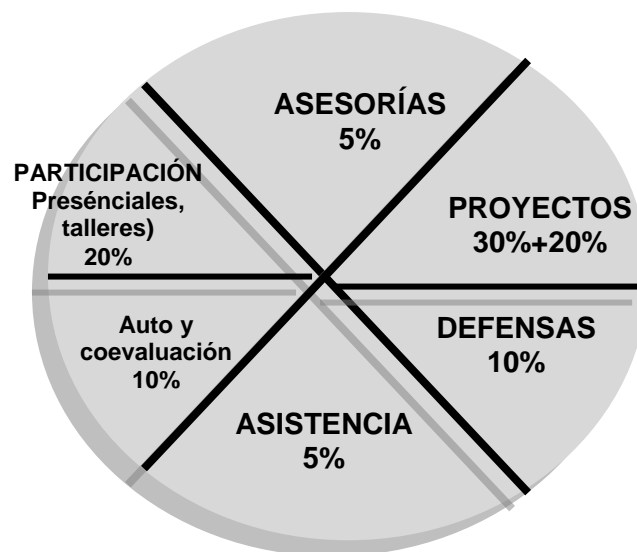 ASESORÍAS
5%
PARTICIPACIÓN
Presénciales,
talleres)
20%
PROYECTOS
30%+20%
Auto y
coevaluación
10%
DEFENSAS
10%
ASISTENCIA
5%